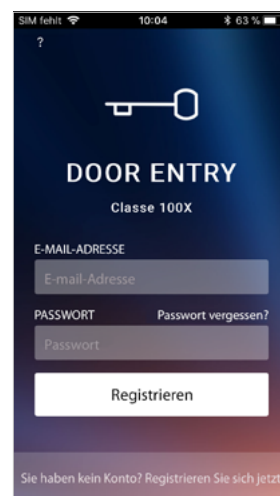 SIM fehlt 10:04 63 %
?
DOOR ENTRY
Classe 100X
E-MAIL-ADRESSE
E-mail-Adresse
PASSWORT Passwort vergessen?
Passwort
Registrieren
Sie haben kein Konto? Registrieren Sie sich jetzt